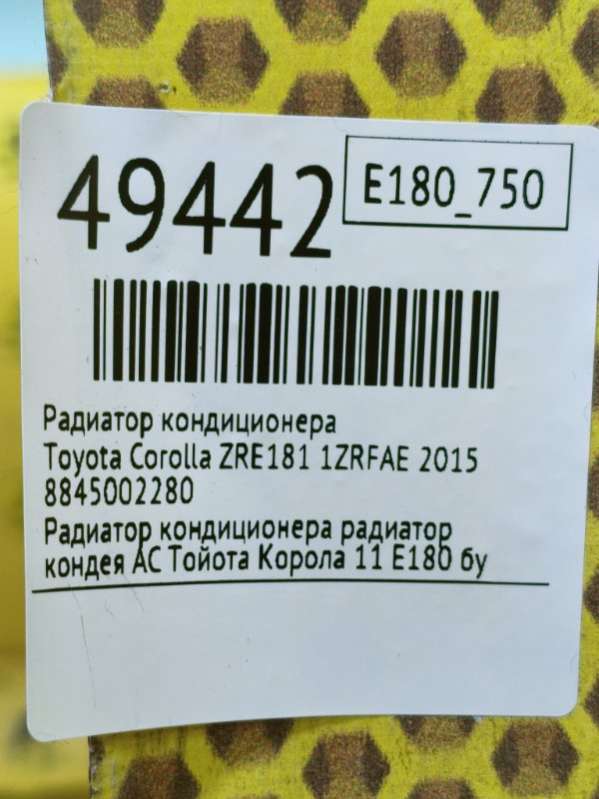 49442
E180_750
Радиатор кондиционера
Toyota Corolla ZRE181 1ZRFAE 2015
8845002280
Радиатор кондиционера радиатор
кондея АС Тойота Корола 11 Е180 бу